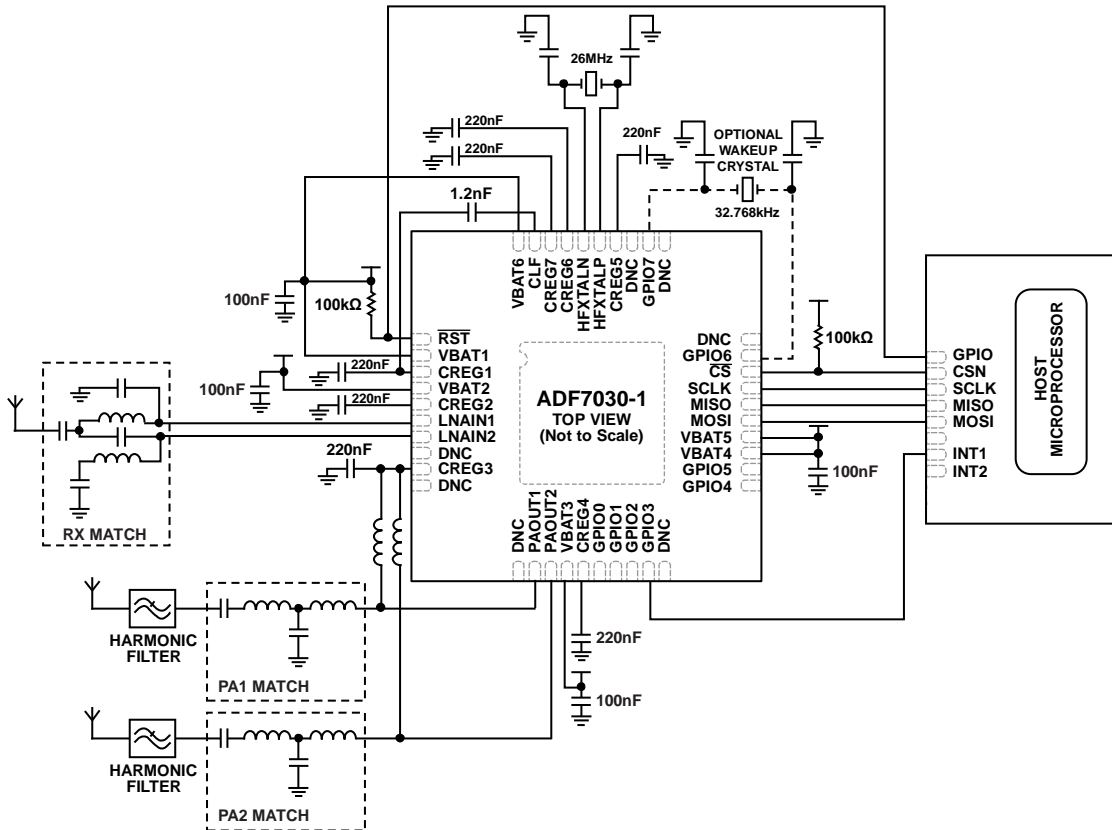 26MHz
220nF
220nF
220nF
OPTIONAL
WAKEUP
CRYSTAL
32.768kHz
1.2nF
VBAT6
CLF
CREG7
CREG6
HFXTALN
HFXTALP
CREG5
DNC
GPIO7
DNC
100nF
100kΩ
100kΩ
RST
VBAT1
CREG1
VBAT2
CREG2
LNAIN1
LNAIN2
DNC
CREG3
DNC
220nF
100nF
220nF
220nF
RX MATCH
ADF7030-1
TOP VIEW
(Not to Scale)
DNC
GPIO6
CS
SCLK
MISO
MOSI
VBAT5
VBAT4
GPIO5
GPIO4
100nF
GPIO
CSN
SCLK
MISO
MOSI
INT1
INT2
HOST
MICROPROCESSOR
DNC
PAOUT1
PAOUT2
VBAT3
CREG4
GPIO0
GPIO1
GPIO2
GPIO3
DNC
HARMONIC
FILTER
PA1 MATCH
220nF
100nF
HARMONIC
FILTER
PA2 MATCH